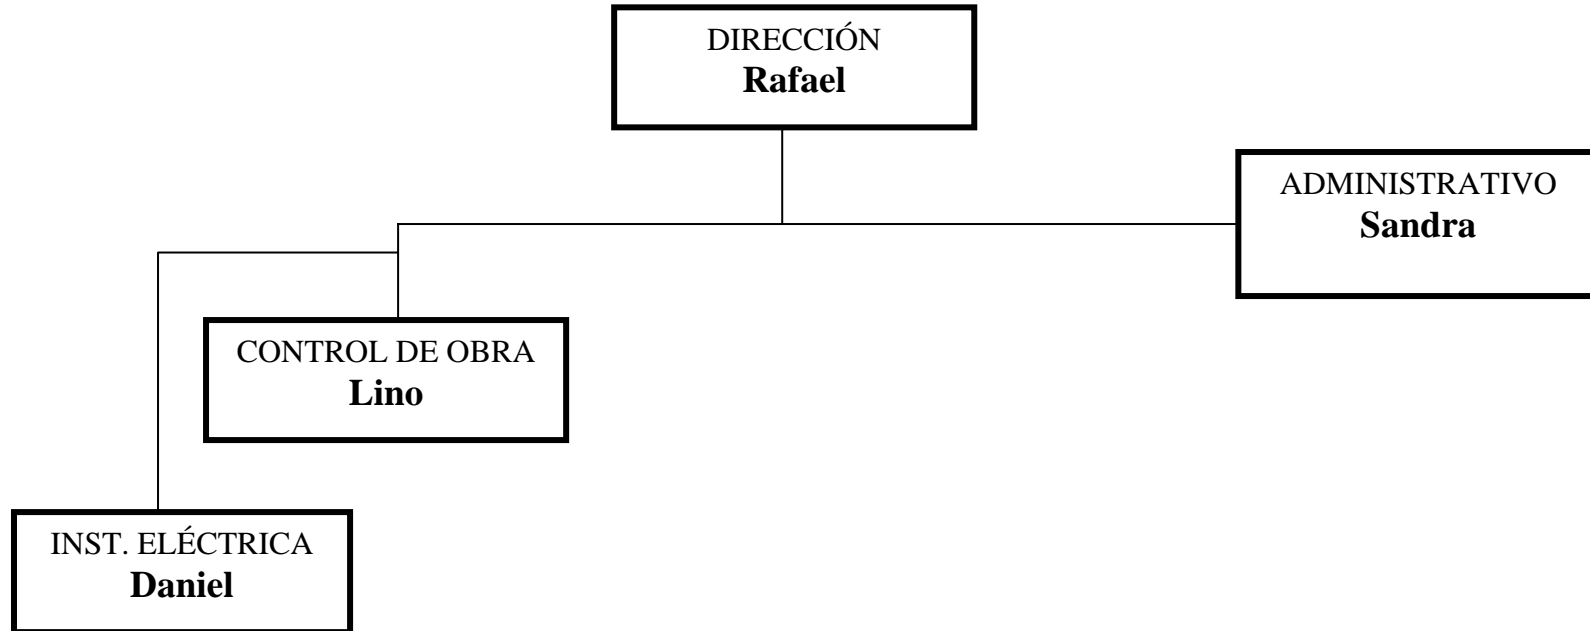 DIRECCIÓN
Rafael
ADMINISTRATIVO
Sandra
CONTROL DE OBRA
Lino
INST. ELÉCTRICA
Daniel